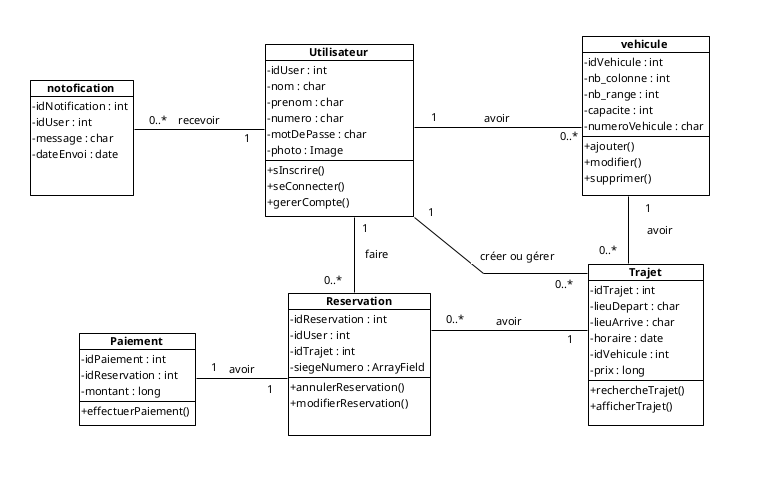 notofication
-idNotification : int
-idUser : int
-message : char
-dateEnvoi : date
0..* recevoir
1
Utilisateur
-idUser : int
-nom : char
-prenom : char
-numero : char
-motDePasse : char
-photo : Image
+sInscrire()
+seConnecter()
+gererCompte()
1
avoir
0..*
vehicule
-idVehicule : int
-nb_colonne : int
-nb_range : int
-capacite : int
-numeroVehicule : char
+ajouter()
+modifier()
+supprimer()
1
faire
0..*
1
créer ou gérer
0..*
1
avoir
0..*
Trajet
-idTrajet : int
-lieuDepart : char
-lieuArrive : char
-horaire : date
-idVehicule : int
-prix : long
+rechercheTrajet()
+afficherTrajet()
Reservation
-idReservation : int
-idUser : int
-idTrajet : int
-siegeNumero : ArrayField
+annulerReservation()
+modifierReservation()
0..*
avoir
1
Paiement
-idPaiement : int
-idReservation : int
-montant : long
+effectuerPaiement()
1 avoir
1